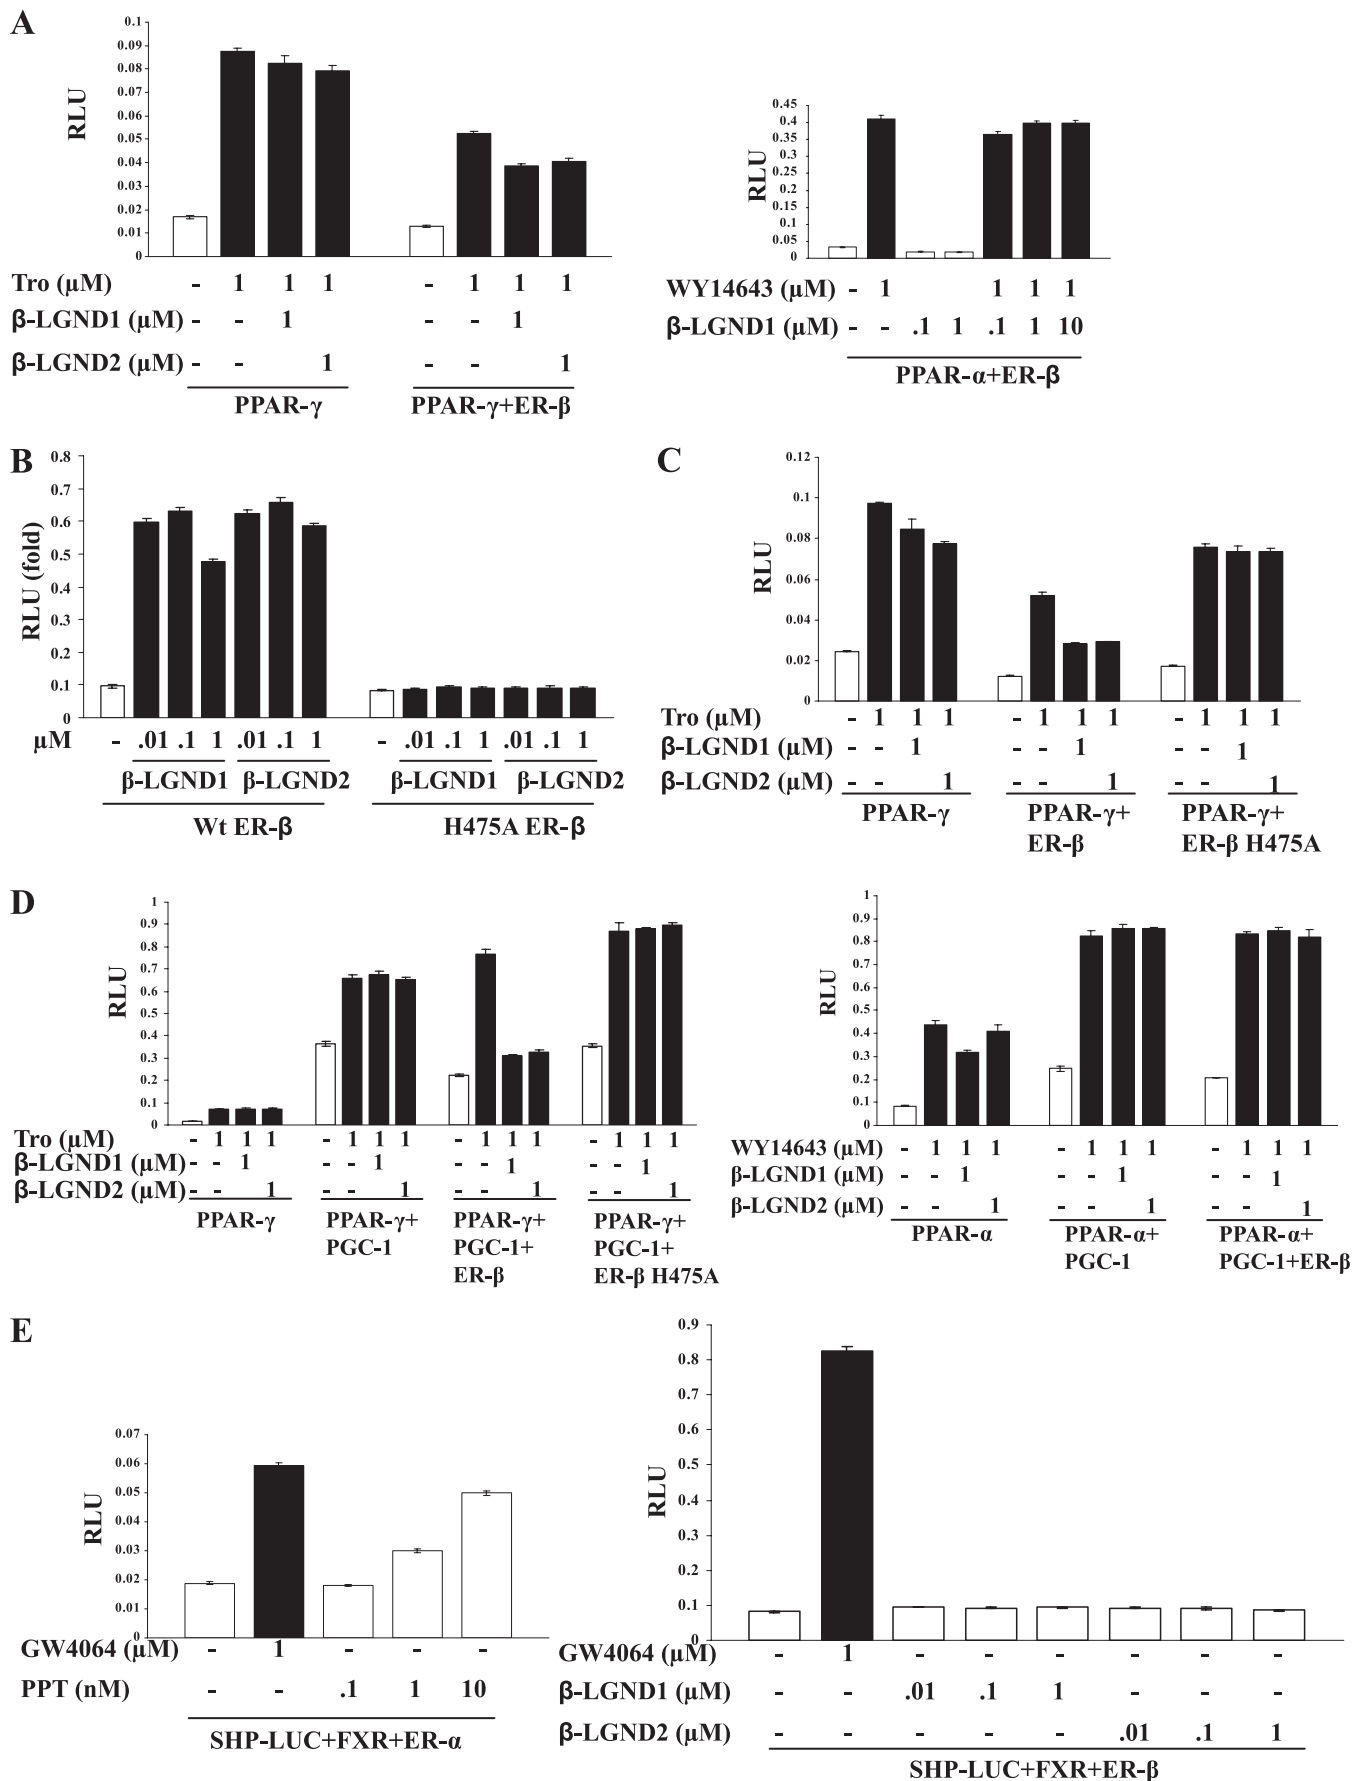 A
0.1
0.09
0.08
0.07
0.06
0.05
0.04
0.03
0.02
0.01
0
RLU
Tro (µM) - 1 1 1 - 1 1 1
β-LGND1 (µM) - - 1 - - 1
β-LGND2 (µM) - - 1 - - 1
PPAR-γ PPAR-γ+ER-β
0.45
0.4
0.35
0.3
0.25
0.2
0.15
0.1
0.05
0
RLU
WY14643 (µM) - 1 1 1 1
β-LGND1 (µM) - - .1 1 .1 1 10
PPAR-α+ER-β
B
0.8
0.7
0.6
0.5
0.4
0.3
0.2
0.1
0
RLU (fold)
µM - .01 .1 1 .01 .1 1 - .01 .1 1 .01 .1 1
β-LGND1 β-LGND2 β-LGND1 β-LGND2
Wt ER-β H475A ER-β
C
0.12
0.1
0.08
0.06
0.04
0.02
0
RLU
Tro (µM) - 1 1 1 - 1 1 1 - 1 1 1
β-LGND1 (µM) - - 1 - - 1 - - 1
β-LGND2 (µM) - - 1 - - 1 - - 1
PPAR-γ PPAR-γ+ PPAR-γ+
ER-β ER-β H475A
D
1
0.9
0.8
0.7
0.6
0.5
0.4
0.3
0.2
0.1
0
RLU
Tro (µM) - 1 1 1 - 1 1 1 - 1 1 1 - 1 1 1
β-LGND1 (µM) - - 1 - - 1 - - 1 - - 1
β-LGND2 (µM) - - 1 - - 1 - - 1 - - 1
PPAR-γ PPAR-γ+ PPAR-γ+ PPAR-γ+
PGC-1 PGC-1+ PGC-1+
ER-β ER-β H475A
1
0.9
0.8
0.7
0.6
0.5
0.4
0.3
0.2
0.1
0
RLU
WY14643 (µM) - 1 1 1 - 1 1 1 - 1 1 1
β-LGND1 (µM) - - 1 - - 1 - - 1
β-LGND2 (µM) - - 1 - - 1 - - 1
PPAR-α PPAR-α+ PPAR-α+
PGC-1 PGC-1+ER-β
E
0.07
0.06
0.05
0.04
0.03
0.02
0.01
0
RLU
GW4064 (µM) - 1 - - -
PPT (nM) - - .1 1 10
SHP-LUC+FXR+ER-α
0.9
0.8
0.7
0.6
0.5
0.4
0.3
0.2
0.1
0
RLU
GW4064 (µM) - 1 - - - - - -
β-LGND1 (µM) - - .01 .1 1 - - -
β-LGND2 (µM) - - - - - .01 .1 1
SHP-LUC+FXR+ER-β